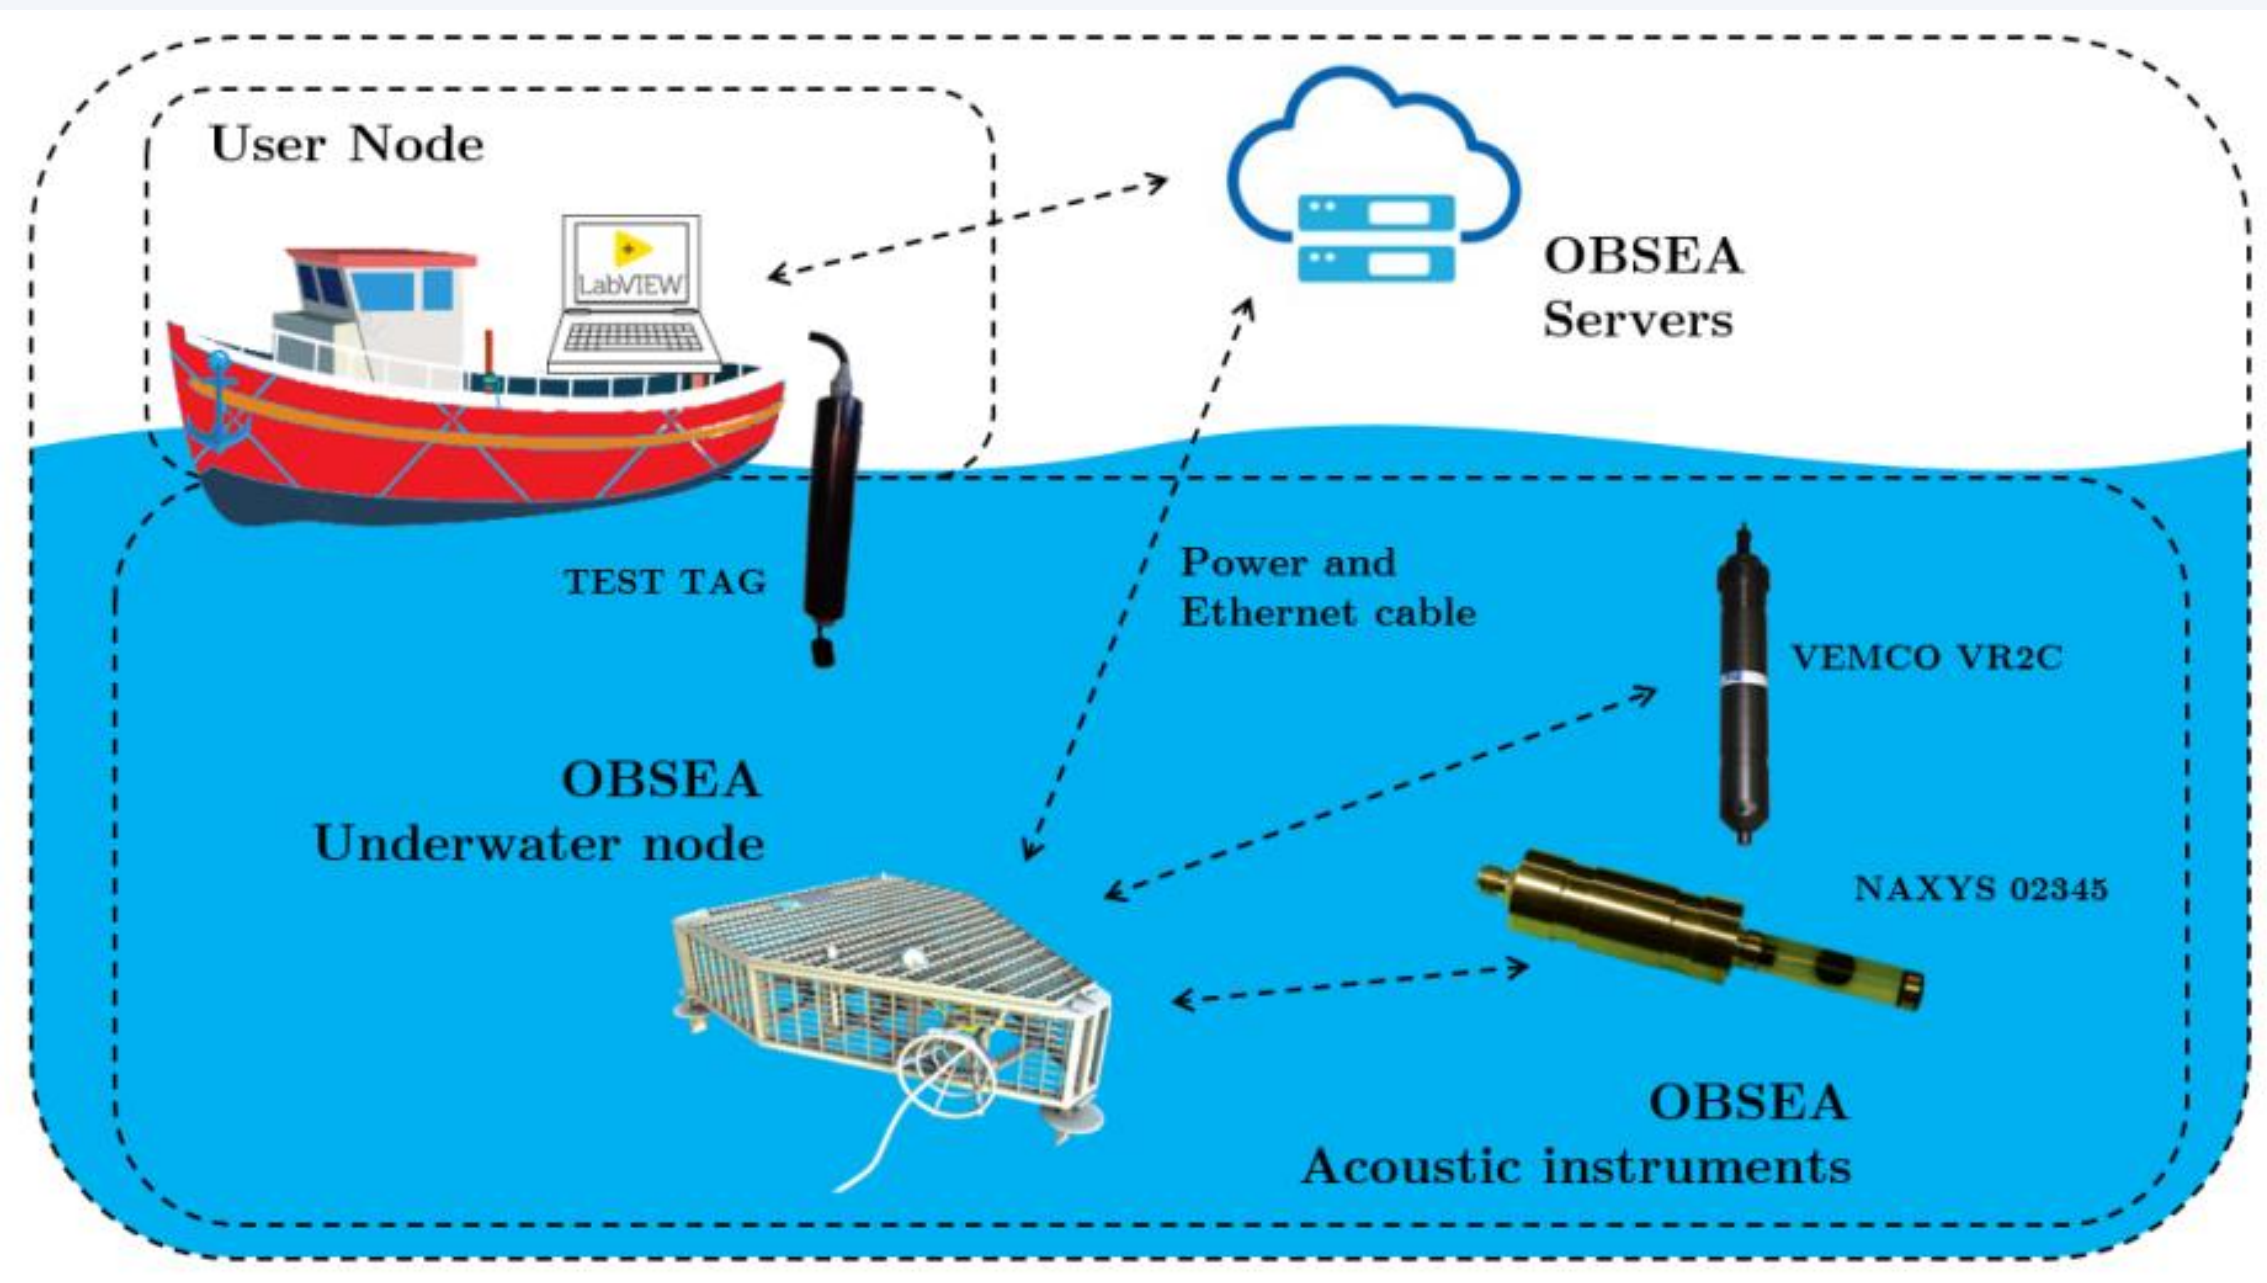 User Node
LabVIEW
OBSEA
Servers
TEST TAG
Power and
Ethernet cable
VEMCO VR2C
OBSEA
Underwater node
NAXYS 02345
OBSEA
Acoustic instruments